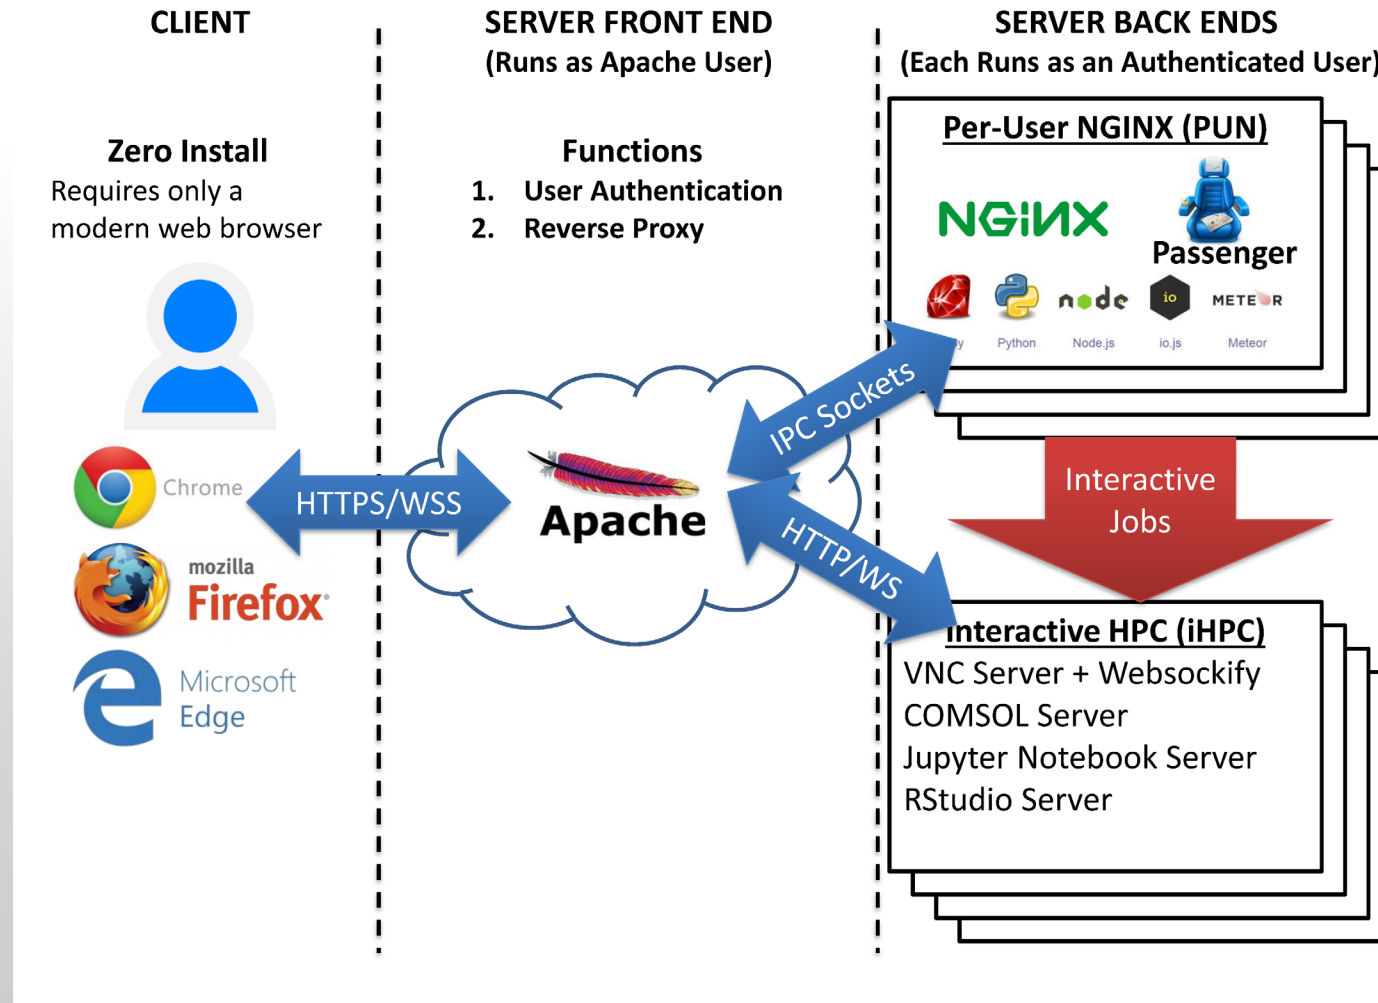 CLIENT
Zero Install
Requires only a
modern web browser
Chrome
mozilla
Firefox
Microsoft
Edge
HTTPS/WSS
SERVER FRONT END
(Runs as Apache User)
Functions
1. User Authentication
2. Reverse Proxy
Apache
IPC Sockets
HTTP/WS
SERVER BACK ENDS
(Each Runs as an Authenticated User)
Per-User NGINX (PUN)
NGINX
Passenger
node
io
METEOR
Python
Node.js
io.js
Meteor
Interactive
Jobs
Interactive HPC (iHPC)
VNC Server + Websockify
COMSOL Server
Jupyter Notebook Server
RStudio Server